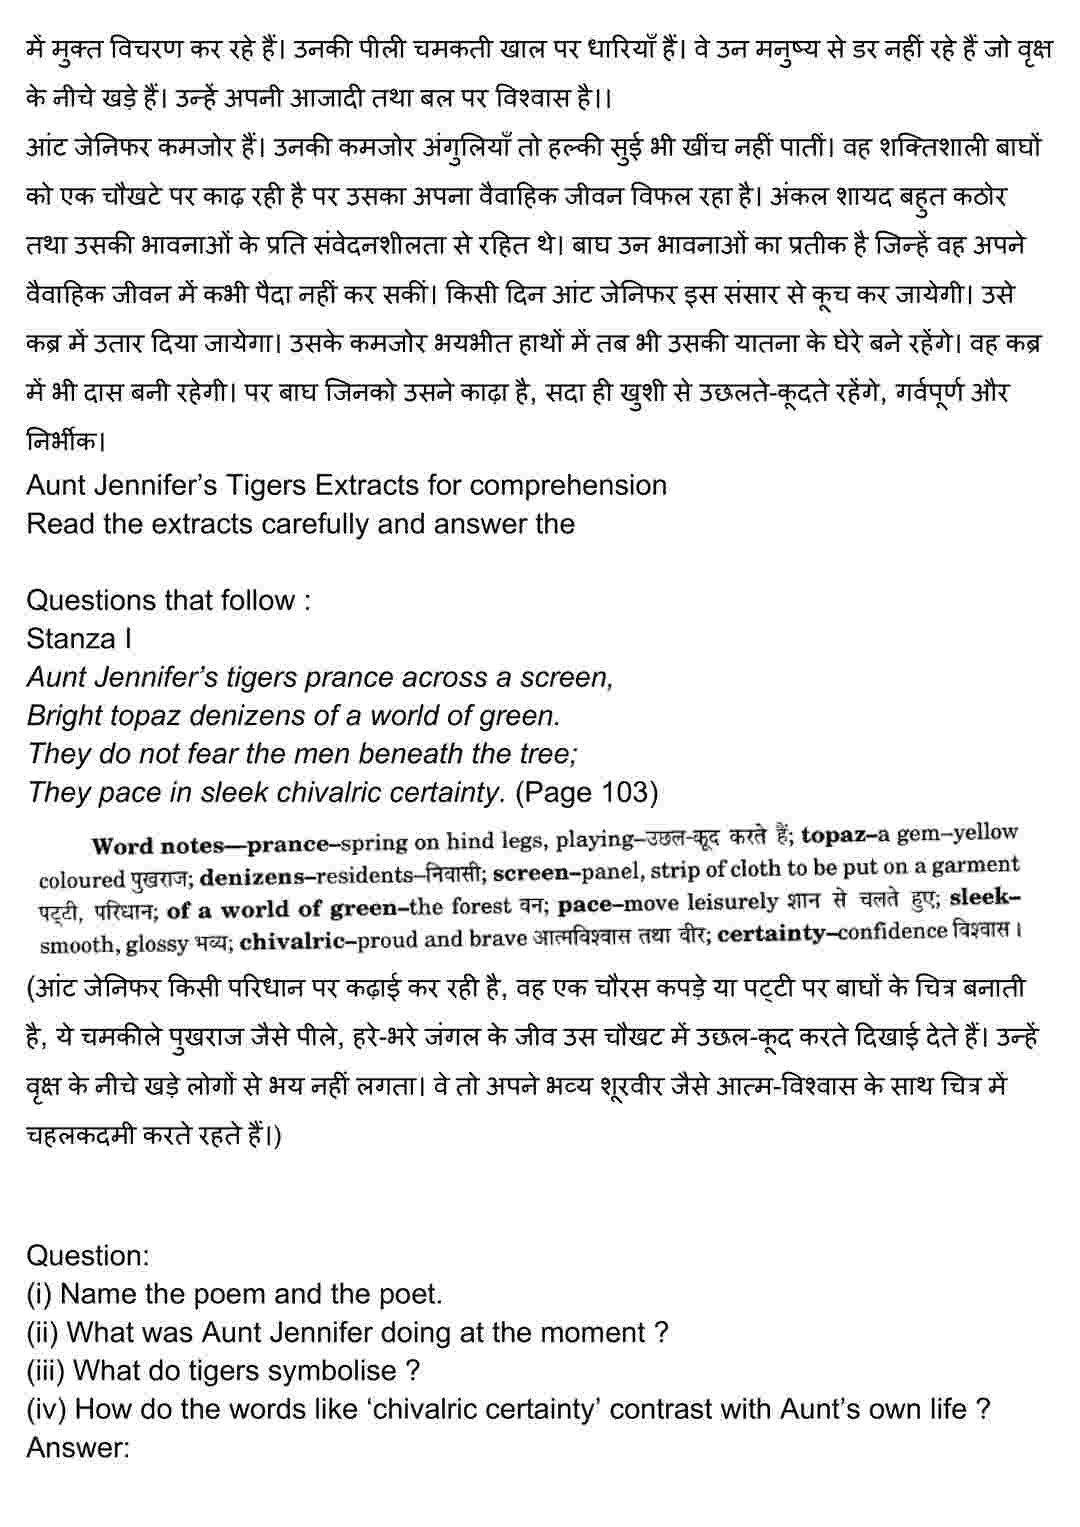 में मुक्त विचरण कर रहे हैं। उनकी पीली चमकती खाल पर धारियाँ हैं। वे उन मनुष्य से डर नहीं रहे हैं जो वृक्ष
के नीचे खड़े हैं। उन्हें अपनी आजादी तथा बल पर विश्वास है।।
आंट जेनिफर कमजोर हैं। उनकी कमजोर अंगुलियाँ तो हल्की सुई भी खींच नहीं पातीं। वह शक्तिशाली बाघों
को एक चौखटे पर काढ़ रही है पर उसका अपना वैवाहिक जीवन विफल रहा है। अंकल शायद बहुत कठोर
तथा उसकी भावनाओं के प्रति संवेदनशीलता से रहित थे। बाघ उन भावनाओं का प्रतीक है जिन्हें वह अपने
वैवाहिक जीवन में कभी पैदा नहीं कर सकीं। किसी दिन आंट जेनिफर इस संसार से कूच कर जायेगी। उसे
कब्र में उतार दिया जायेगा। उसके कमजोर भयभीत हाथों में तब भी उसकी यातना के घेरे बने रहेंगे। वह कब्र
में भी दास बनी रहेगी। पर बाघ जिनको उसने काढ़ा है, सदा ही खुशी से उछलते-कूदते रहेंगे, गर्वपूर्ण और
निर्भीक।
Aunt Jennifer’s Tigers Extracts for comprehension
Read the extracts carefully and answer the
Questions that follow :
Stanza I
Aunt Jennifer’s tigers prance across a screen,
Bright topaz denizens of a world of green.
They do not fear the men beneath the tree;
They pace in sleek chivalric certainty. (Page 103)
Word notes—prance–spring on hind legs, playing–उछल-कूद करते हैं; topaz–a gem–yellow
coloured पुखराज; denizens–residents–निवासी; screen–panel, strip of cloth to be put on a garment
पट्टी, परिधान; of a world of green–the forest वन; pace–move leisurely शान से चलते हुए; sleek–
smooth, glossy भव्य; chivalric–proud and brave आत्मविश्वास तथा वीर; certainty–confidence विश्वास।
(आंट जेनिफर किसी परिधान पर कढ़ाई कर रही है, वह एक चौरस कपड़े या पट्टी पर बाघों के चित्र बनाती
है, ये चमकीले पुखराज जैसे पीले, हरे-भरे जंगल के जीव उस चौखट में उछल-कूद करते दिखाई देते हैं। उन्हें
वृक्ष के नीचे खड़े लोगों से भय नहीं लगता। वे तो अपने भव्य शूरवीर जैसे आत्म-विश्वास के साथ चित्र में
चहलकदमी करते रहते हैं।)
Question:
(i) Name the poem and the poet.
(ii) What was Aunt Jennifer doing at the moment ?
(iii) What do tigers symbolise ?
(iv) How do the words like ‘chivalric certainty’ contrast with Aunt’s own life ?
Answer: